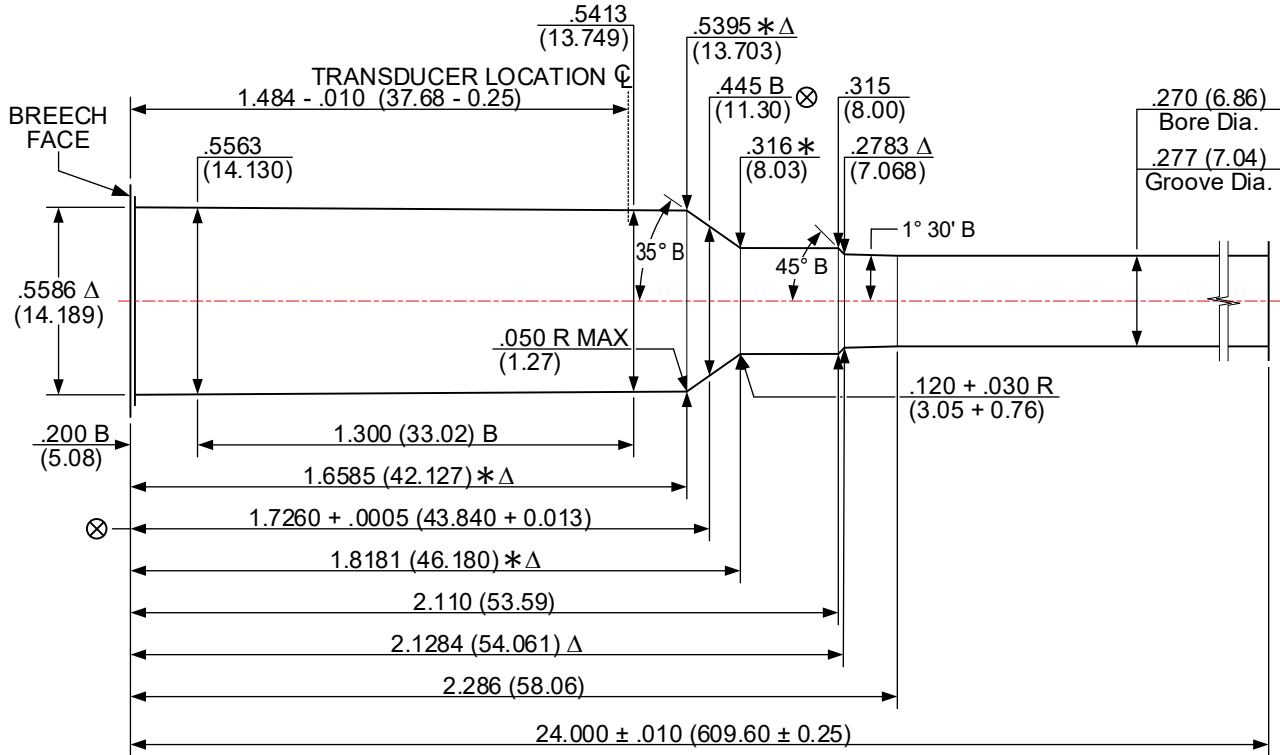 .5413
(13.749)
.5395 * Δ
(13.703)
TRANSDUCER LOCATION ℄
1.484 - .010 (37.68 - 0.25)
.445 B ⊗
(11.30)
.315
(8.00)
.270 (6.86)
Bore Dia.
BREECH
FACE
.5563
(14.130)
.316 *
(8.03)
.2783 Δ
(7.068)
.277 (7.04)
Groove Dia.
1° 30' B
35° B
45° B
.5586 Δ
(14.189)
.050 R MAX
(1.27)
.120 + .030 R
(3.05 + 0.76)
.200 B
(5.08)
1.300 (33.02) B
1.6585 (42.127) * Δ
⊗ 1.7260 + .0005 (43.840 + 0.013)
1.8181 (46.180) * Δ
2.110 (53.59)
2.1284 (54.061) Δ
2.286 (58.06)
24.000 ± .010 (609.60 ± 0.25)